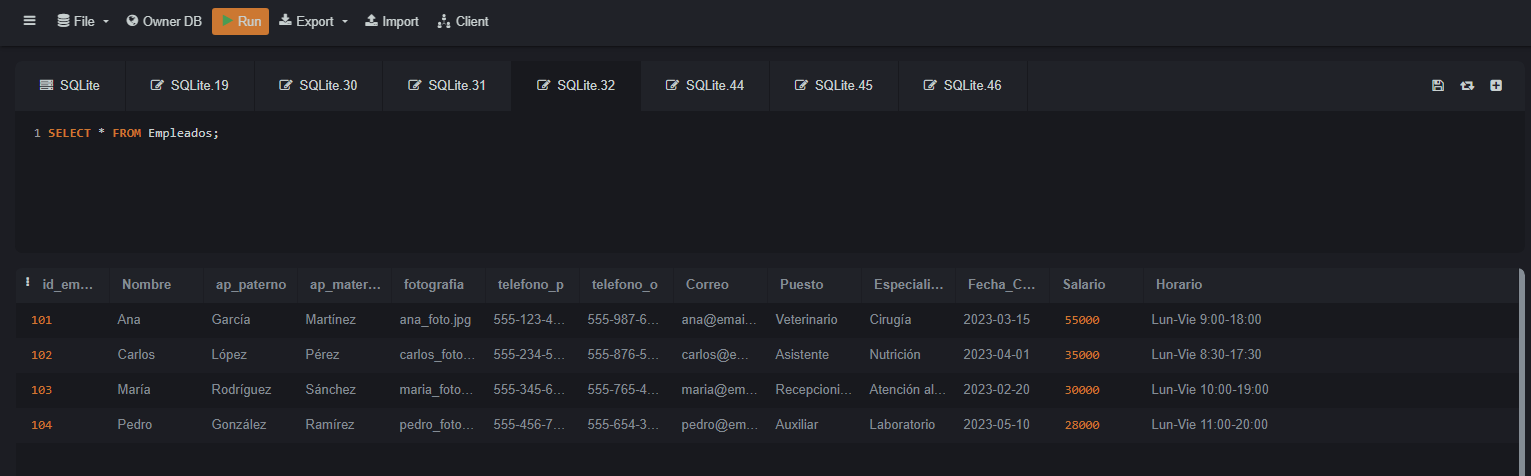 File Owner DB Run Export Import Client
SQLite SQLite.19 SQLite.30 SQLite.31 SQLite.32 SQLite.44 SQLite.45 SQLite.46
1 SELECT * FROM Empleados;
id_em... Nombre ap_paterno ap_mater... fotografia telefono_p telefono_o Correo Puesto Especiali... Fecha_C... Salario Horario
101 Ana García Martínez ana_foto.jpg 555-123-4... 555-987-6... ana@emai... Veterinario Cirugía 2023-03-15 55000 Lun-Vie 9:00-18:00
102 Carlos López Pérez carlos_foto... 555-234-5... 555-876-5... carlos@e... Asistente Nutrición 2023-04-01 35000 Lun-Vie 8:30-17:30
103 María Rodríguez Sánchez maria_foto... 555-345-6... 555-765-4... maria@em... Recepcioni... Atención al... 2023-02-20 30000 Lun-Vie 10:00-19:00
104 Pedro González Ramírez pedro_foto... 555-456-7... 555-654-3... pedro@em... Auxiliar Laboratorio 2023-05-10 28000 Lun-Vie 11:00-20:00